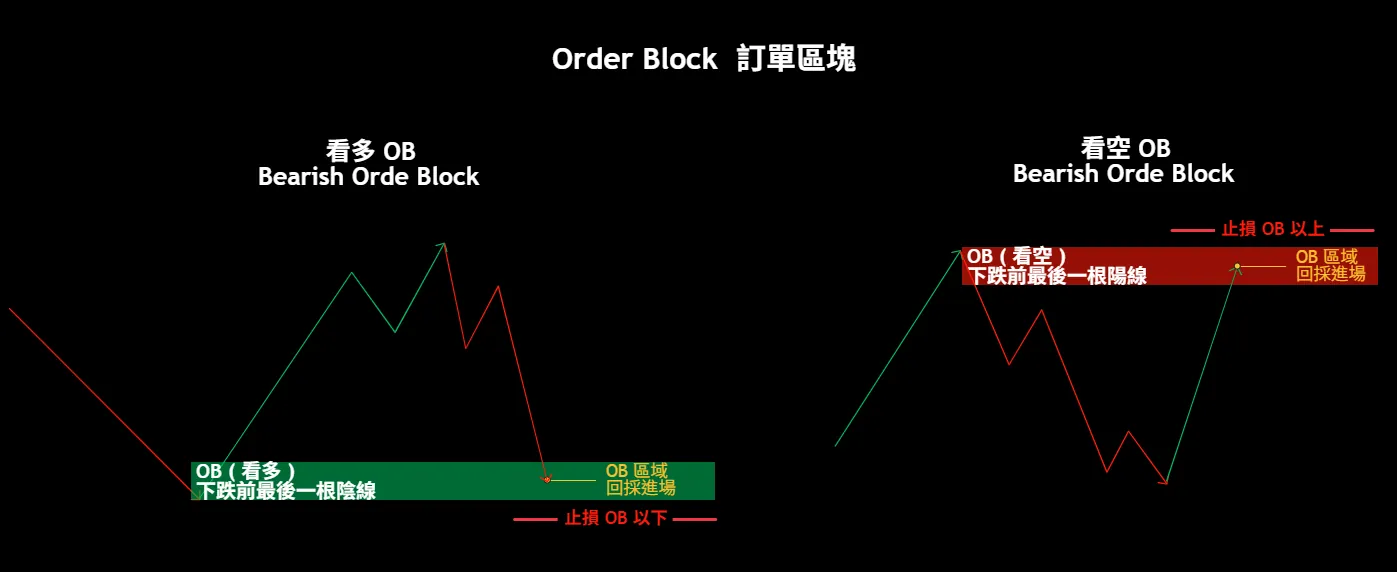 Order Block 訂單區塊
看多 OB
Bearish Orde Block
OB ( 看多 )
下跌前最後一根陰線
OB 區域
回採進場
止損 OB 以下
看空 OB
Bearish Orde Block
止損 OB 以上
OB ( 看空 )
下跌前最後一根陽線
OB 區域
回採進場